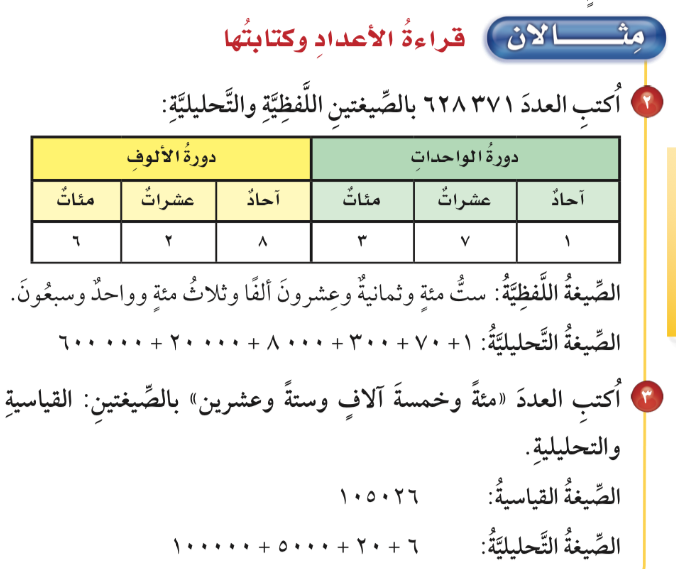 مِثـــالان قراءةُ الأعدادِ وكتابتُها
٢ اُكتبِ العددَ ٦٢٨٣٧١ بالصِّيغتينِ اللَّفظِيَّةِ والتَّحليليَّةِ:
دورةُ الواحداتِ دورةُ الألوفِ
آحادٌ عشراتٌ مئاتٌ آحادٌ عشراتٌ مئاتٌ
١ ٧ ٣ ٨ ٢ ٦
الصِّيغةُ اللَّفظِيَّةُ: ستُّ مئةٍ وثمانيةٌ وعِشرونَ ألفًا وثلاثُ مئةٍ وواحدٌ وسبعُونَ.
الصِّيغةُ التَّحليليَّةُ: ١ + ٧٠ + ٣٠٠ + ٨٠٠٠ + ٢٠٠٠٠ + ٦٠٠٠٠٠
٣ اُكتبِ العددَ «مئةً وخمسةَ آلافٍ وستةً وعشرين» بالصِّيغتينِ: القياسيةِ
والتحليليةِ.
الصِّيغةُ القياسيةُ: ١٠٥٠٢٦
الصِّيغةُ التَّحليليَّةُ: ٦ + ٢٠ + ٥٠٠٠ + ١٠٠٠٠٠